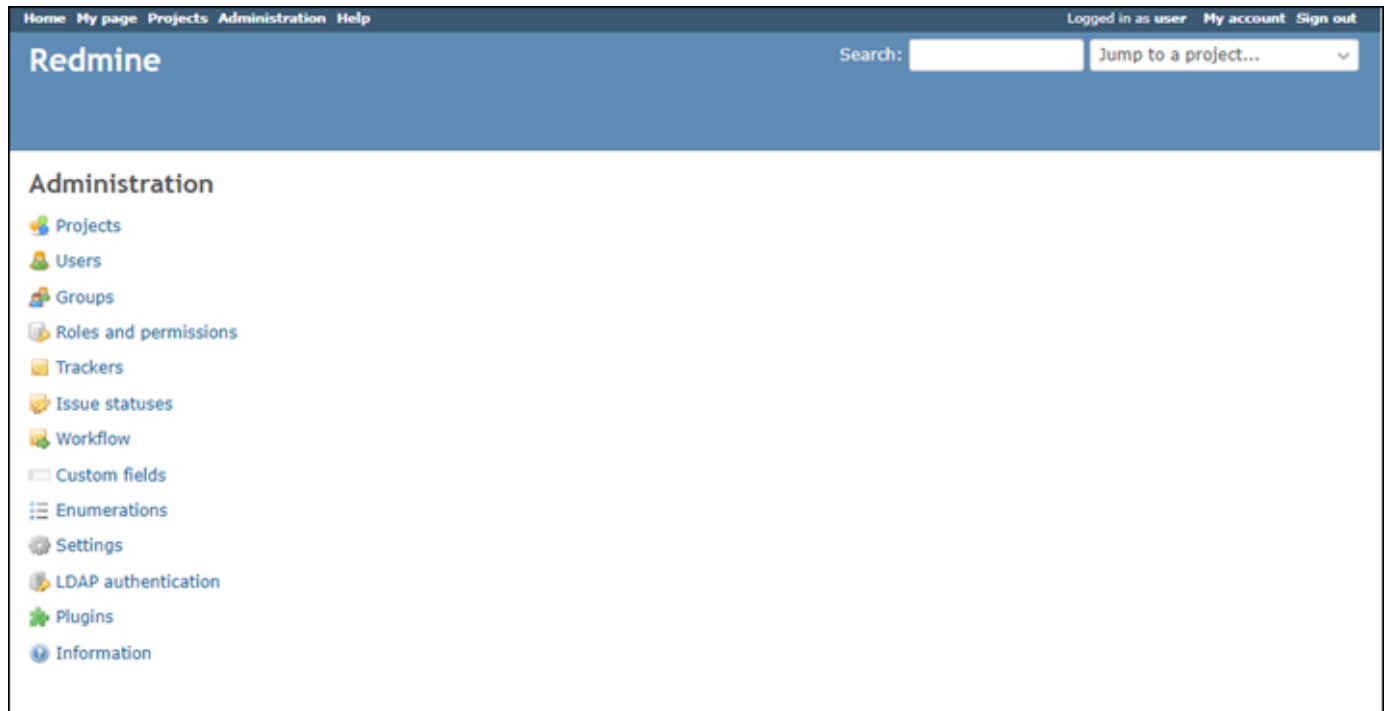 Home My page Projects Administration Help Logged in as user My account Sign out
Redmine Search: Jump to a project...
Administration
Projects
Users
Groups
Roles and permissions
Trackers
Issue statuses
Workflow
Custom fields
Enumerations
Settings
LDAP authentication
Plugins
Information